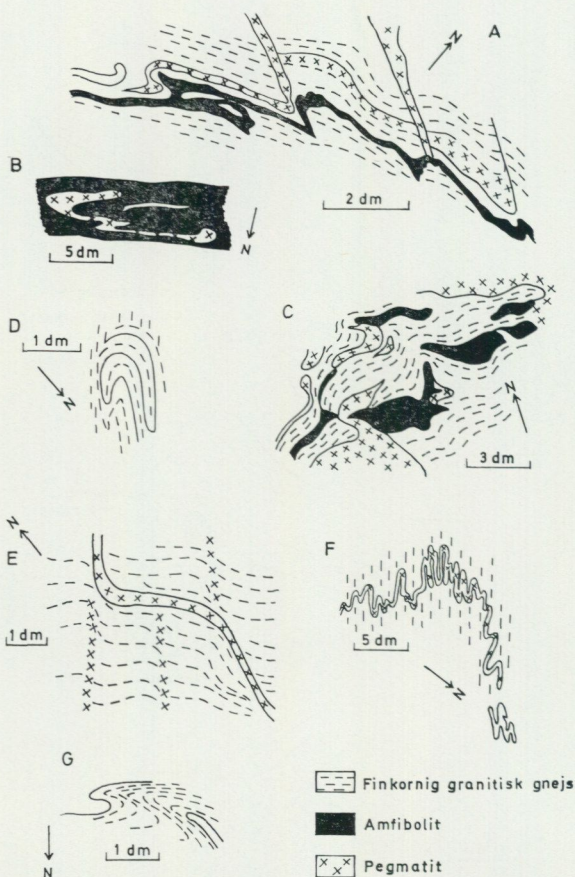 A
N
B
2 dm
5 dm
N
C
D
1 dm
N
N
3 dm
N
E
F
1 dm
5 dm
N
G
Finkornig granitisk gnejs
Amfibolit
1 dm
N
Pegmatit